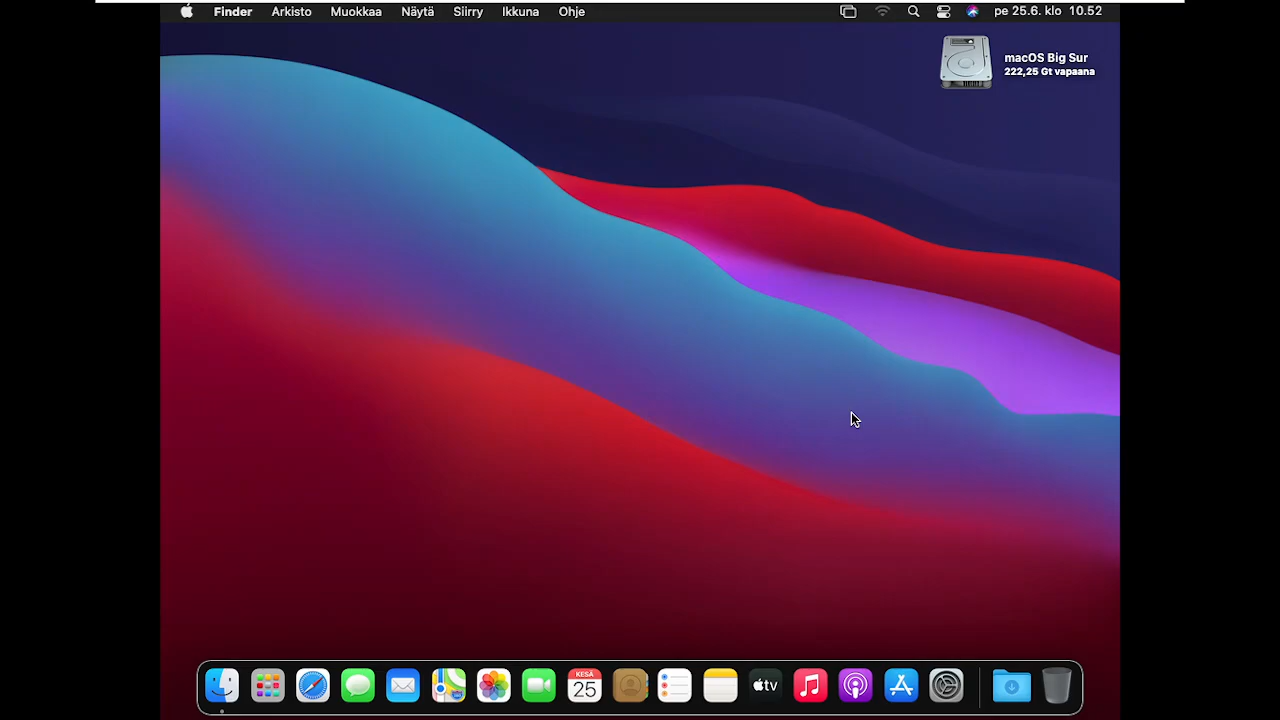 Finder Arkisto Muokkaa Näytä Siirry Ikkuna Ohje pe 25.6. klo 10.52
macOS Big Sur
222,25 Gt vapaana
KESÄ
25
tv